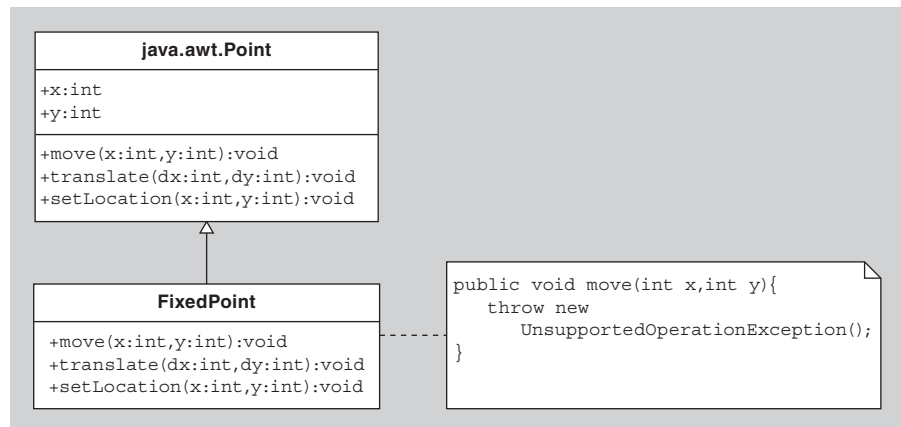 java.awt.Point
+x:int
+y:int
+move(x:int,y:int):void
+translate(dx:int,dy:int):void
+setLocation(x:int,y:int):void
FixedPoint
+move(x:int,y:int):void
+translate(dx:int,dy:int):void
+setLocation(x:int,y:int):void
public void move(int x,int y){
throw new
UnsupportedOperationException();
}